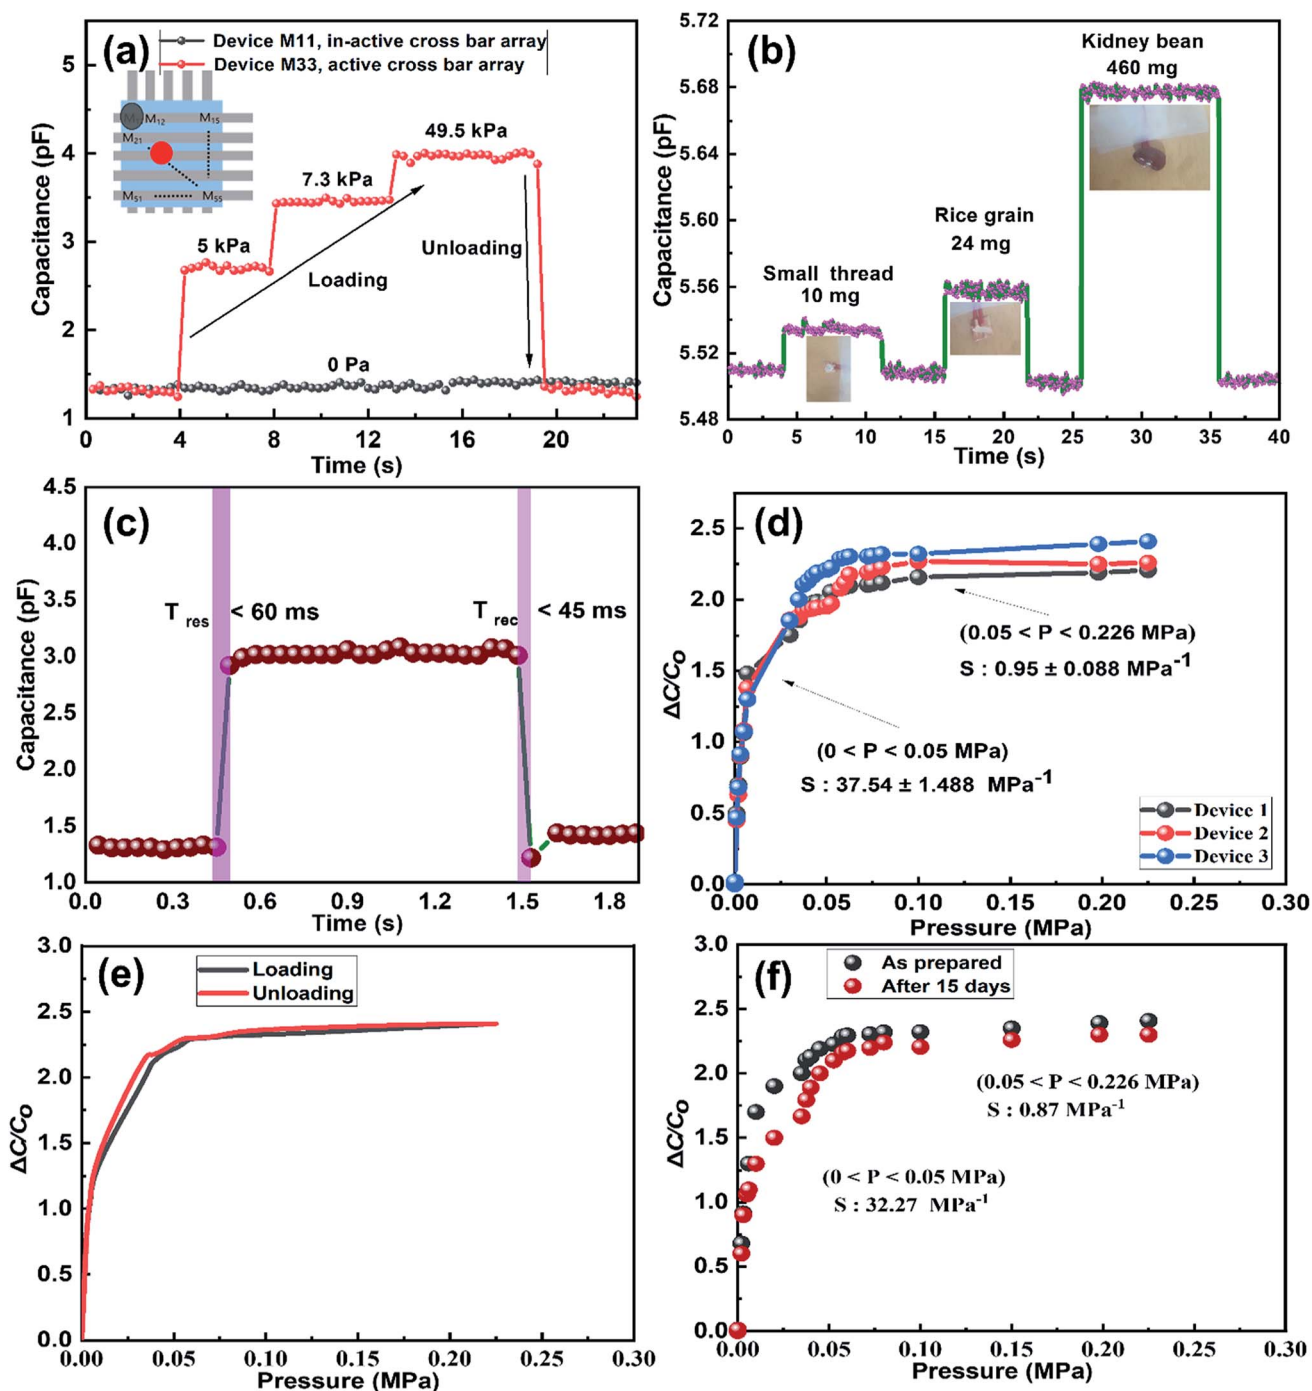 (a)
Device M11, in-active cross bar array
Device M33, active cross bar array
M12
M15
M21
M51
M55
5 kPa
7.3 kPa
49.5 kPa
Loading
Unloading
0 Pa
Capacitance (pF)
5
4
3
2
1
0 4 8 12 16 20
Time (s)
(b)
Kidney bean
460 mg
Rice grain
24 mg
Small thread
10 mg
Capacitance (pF)
5.72
5.68
5.64
5.60
5.56
5.52
5.48
0 5 10 15 20 25 30 35 40
Time (s)
(c)
T res < 60 ms
T rec < 45 ms
Capacitance (pF)
4.5
4.0
3.5
3.0
2.5
2.0
1.5
1.0
0.0 0.3 0.6 0.9 1.2 1.5 1.8
Time (s)
(d)
(0.05 < P < 0.226 MPa)
S : 0.95 ± 0.088 MPa-1
(0 < P < 0.05 MPa)
S : 37.54 ± 1.488 MPa-1
Device 1
Device 2
Device 3
ΔC/Co
2.5
2.0
1.5
1.0
0.5
0.0
0.00 0.05 0.10 0.15 0.20 0.25 0.30
Pressure (MPa)
(e)
Loading
Unloading
ΔC/Co
3.0
2.5
2.0
1.5
1.0
0.5
0.0
0.00 0.05 0.10 0.15 0.20 0.25 0.30
Pressure (MPa)
(f)
As prepared
After 15 days
(0.05 < P < 0.226 MPa)
S : 0.87 MPa-1
(0 < P < 0.05 MPa)
S : 32.27 MPa-1
ΔC/Co
3.0
2.5
2.0
1.5
1.0
0.5
0.0
0.00 0.05 0.10 0.15 0.20 0.25 0.30
Pressure (MPa)